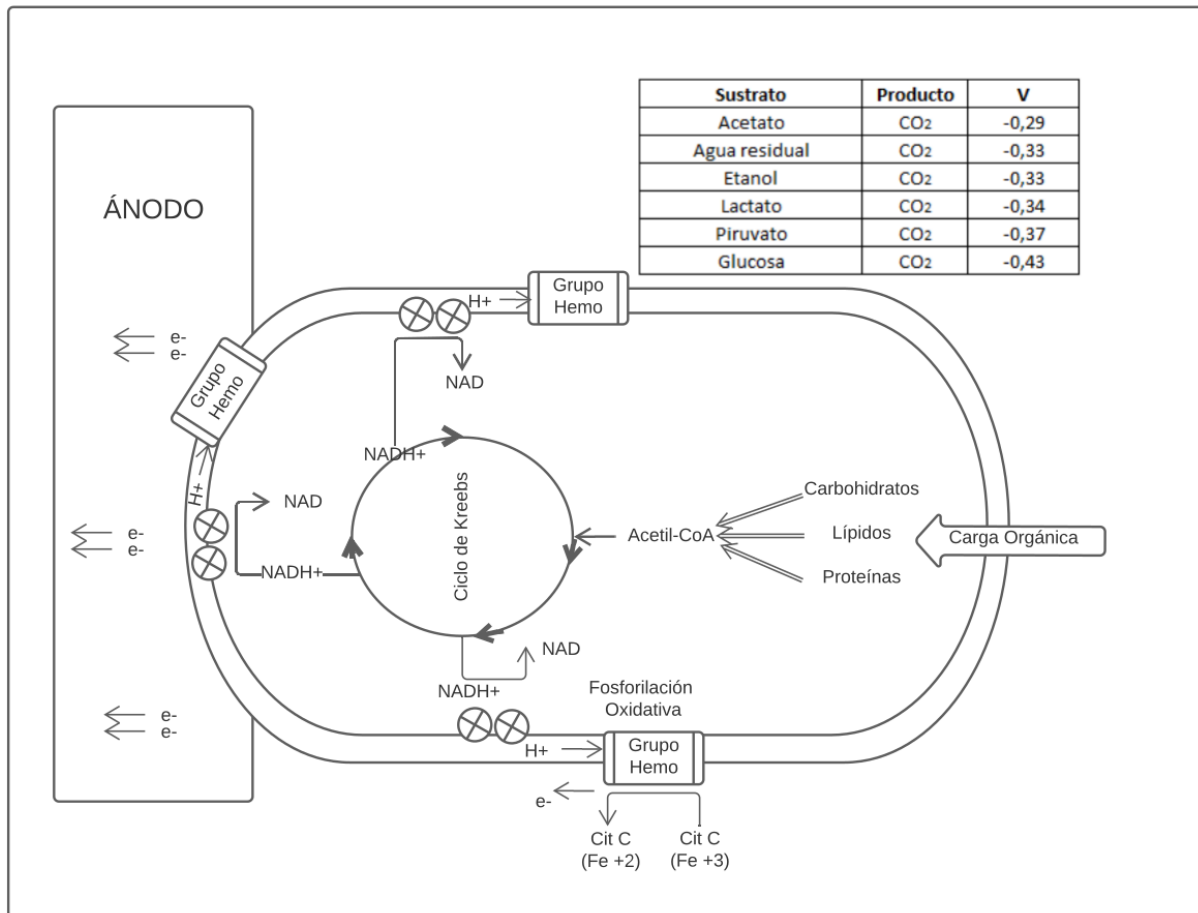 Sustrato Producto V
Acetato CO2 -0,29
Agua residual CO2 -0,33
Etanol CO2 -0,33
Lactato CO2 -0,34
Piruvato CO2 -0,37
Glucosa CO2 -0,43
ÁNODO
Grupo
Hemo
H+
e-
e-
Grupo
Hemo
NAD
NADH+
H+
NAD
NADH+
e-
e-
Ciclo de Kreebs
Acetil-CoA
Carbohidratos
Lípidos
Proteínas
Carga Orgánica
NAD
NADH+
Fosforilación
Oxidativa
e-
e-
H+
Grupo
Hemo
e-
Cit C
(Fe +2)
Cit C
(Fe +3)